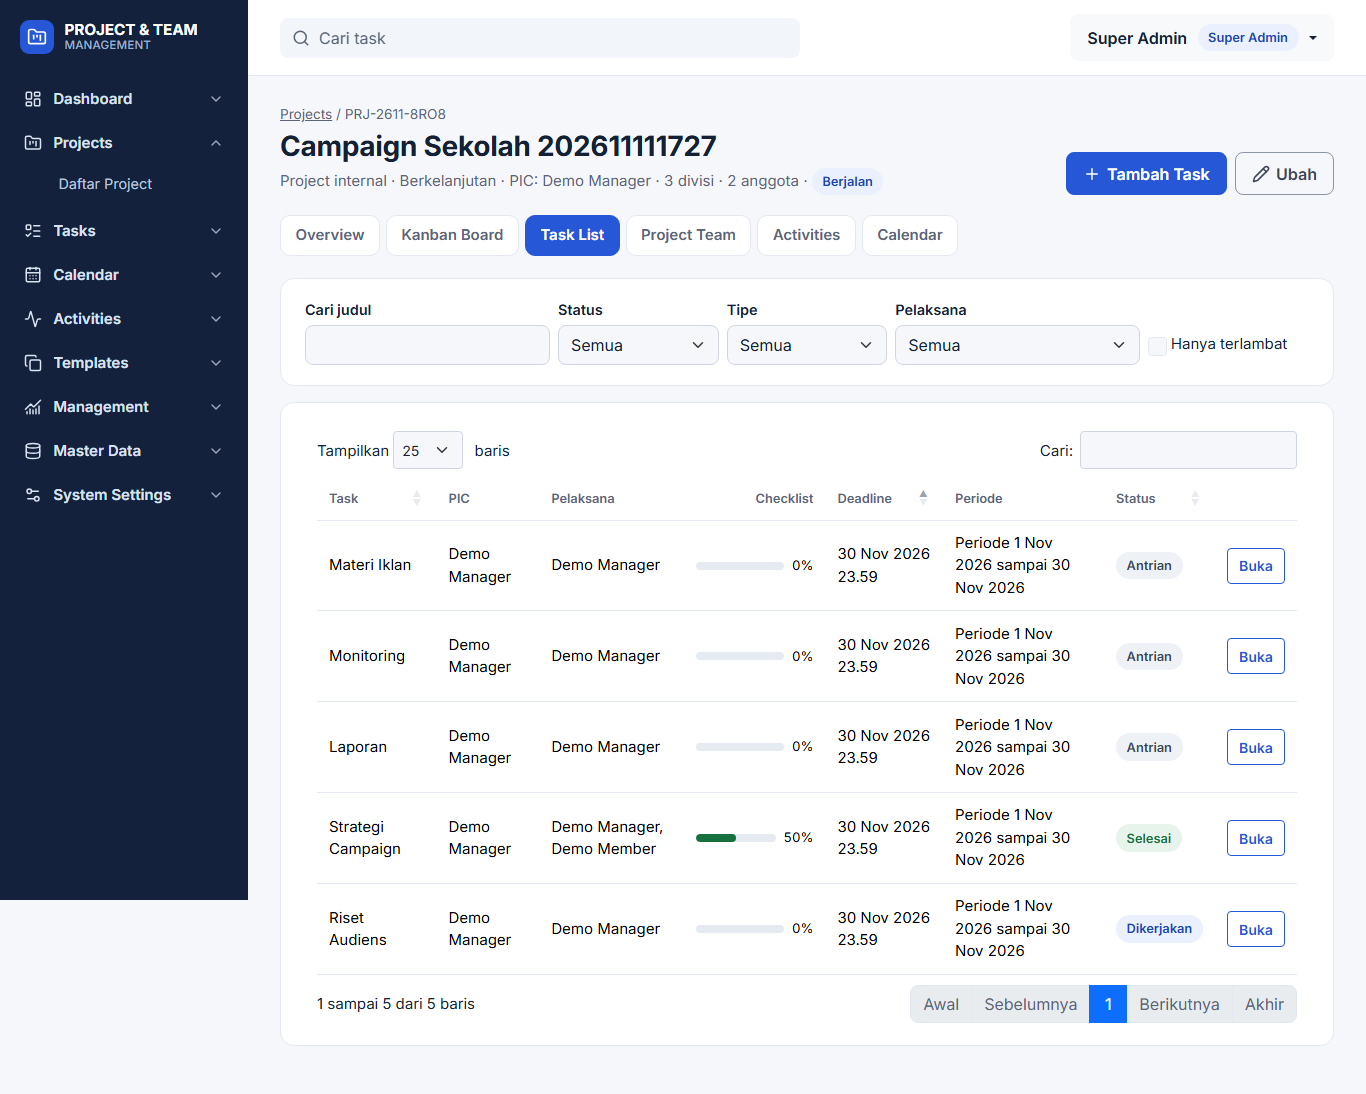 PROJECT & TEAM
MANAGEMENT
Dashboard
Projects
Daftar Project
Tasks
Calendar
Activities
Templates
Management
Master Data
System Settings
Cari task
Super Admin Super Admin
Projects / PRJ-2611-8RO8
Campaign Sekolah 202611111727
Project internal · Berkelanjutan · PIC: Demo Manager · 3 divisi · 2 anggota · Berjalan
Tambah Task
Ubah
Overview Kanban Board Task List Project Team Activities Calendar
Cari judul Status Tipe Pelaksana
Semua Semua Semua Hanya terlambat
Tampilkan 25 baris Cari:
Task PIC Pelaksana Checklist Deadline Periode Status
Materi Iklan
Demo
Manager
Demo Manager
0%
30 Nov 2026
23.59
Periode 1 Nov
2026 sampai 30
Nov 2026
Antrian
Buka
Monitoring
Demo
Manager
Demo Manager
0%
30 Nov 2026
23.59
Periode 1 Nov
2026 sampai 30
Nov 2026
Antrian
Buka
Laporan
Demo
Manager
Demo Manager
0%
30 Nov 2026
23.59
Periode 1 Nov
2026 sampai 30
Nov 2026
Antrian
Buka
Strategi
Campaign
Demo
Manager
Demo Manager,
Demo Member
50%
30 Nov 2026
23.59
Periode 1 Nov
2026 sampai 30
Nov 2026
Selesai
Buka
Riset
Audiens
Demo
Manager
Demo Manager
0%
30 Nov 2026
23.59
Periode 1 Nov
2026 sampai 30
Nov 2026
Dikerjakan
Buka
1 sampai 5 dari 5 baris
Awal Sebelumnya 1 Berikutnya Akhir